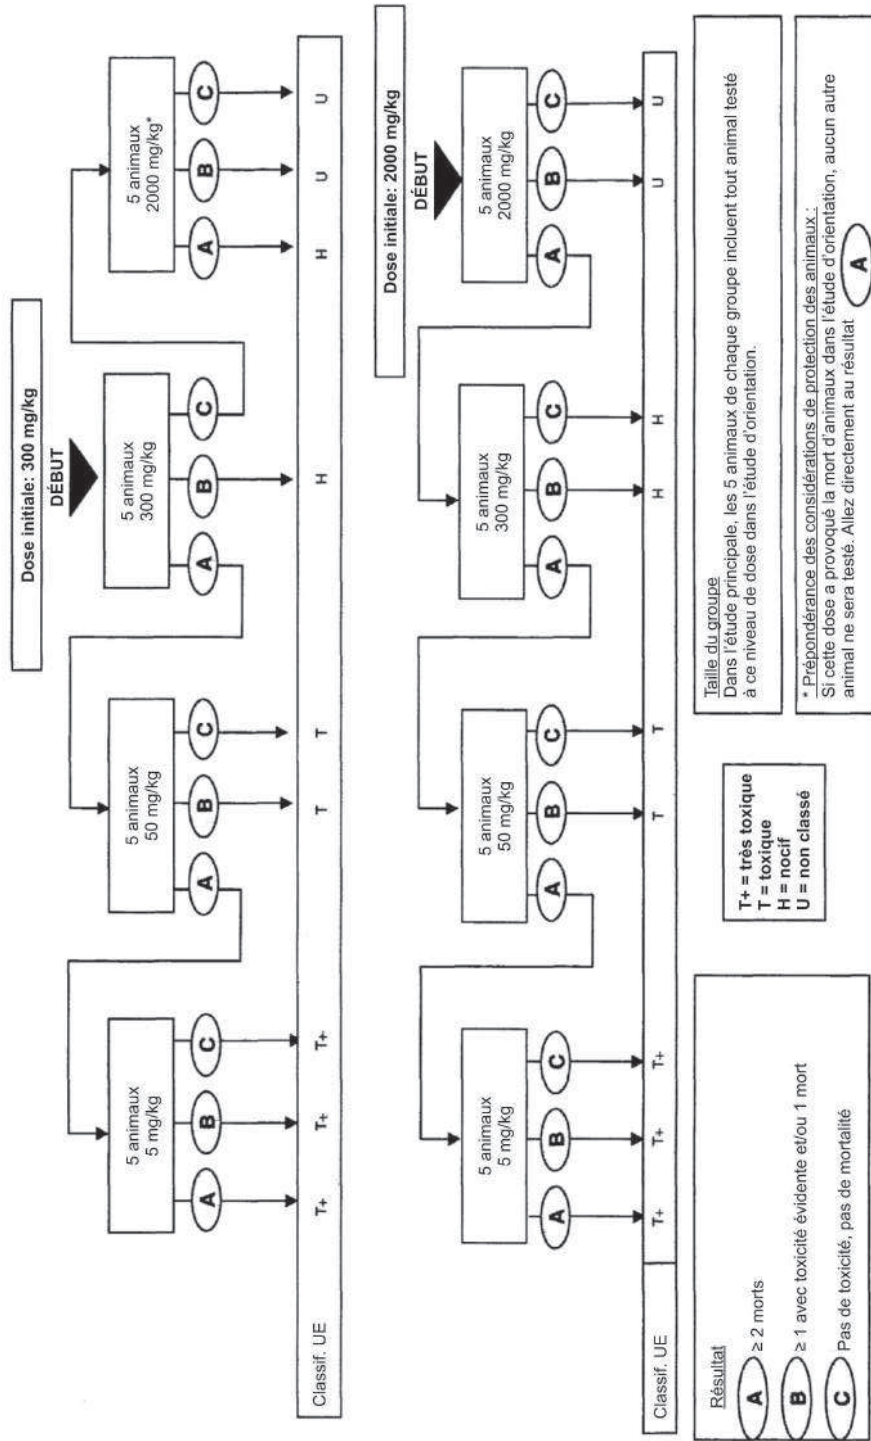 Dose initiale: 300 mg/kg
DÉBUT
5 animaux
5 mg/kg
5 animaux
50 mg/kg
5 animaux
300 mg/kg
5 animaux
2000 mg/kg*
A B C A B C A B C A B C
Classif. UE T+ T+ T+ T T H H U U
Dose initiale: 2000 mg/kg
DÉBUT
5 animaux
5 mg/kg
5 animaux
50 mg/kg
5 animaux
300 mg/kg
5 animaux
2000 mg/kg
A B C A B C A B C A B C
Classif. UE T+ T+ T+ T T H H U U
Résultat
A ≥ 2 morts
B ≥ 1 avec toxicité évidente et/ou 1 mort
C Pas de toxicité, pas de mortalité
T+ = très toxique
T = toxique
H = nocif
U = non classé
Taille du groupe
Dans l'étude principale, les 5 animaux de chaque groupe incluent tout animal testé
à ce niveau de dose dans l'étude d'orientation.
* Prépondérance des considérations de protection des animaux :
Si cette dose a provoqué la mort d'animaux dans l'étude d'orientation, aucun autre
animal ne sera testé. Allez directement au résultat A